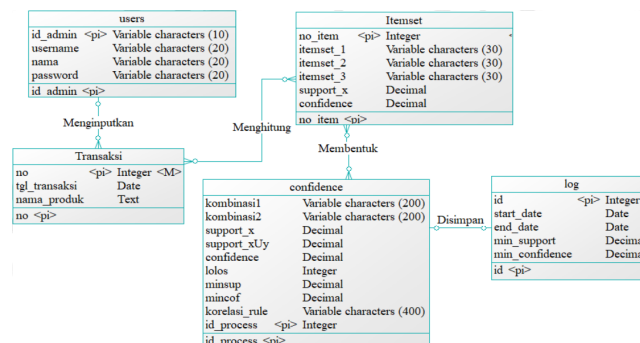 users
id_admin <pi> Variable characters (10)
username Variable characters (20)
nama Variable characters (20)
password Variable characters (20)
id_admin <pi>
Itemset
no_item <pi> Integer <
itemset_1 Variable characters (30)
itemset_2 Variable characters (30)
itemset_3 Variable characters (30)
support_x Decimal
confidence Decimal
no_item <pi>
Menginputkan
Menghitung
Membentuk
Transaksi
no <pi> Integer <M>
tgl_transaksi Date
nama_produk Text
no <pi>
confidence
kombinasi1 Variable characters (200)
kombinasi2 Variable characters (200)
support_x Decimal
support_xUy Decimal
confidence Decimal
lolos Integer
minsup Decimal
mincof Decimal
korelasi_rule Variable characters (400)
id_process <pi> Integer
id_process <pi>
Disimpan
log
id <pi> Integer
start_date Date
end_date Date
min_support Decima
min_confidence Decima
id <pi>